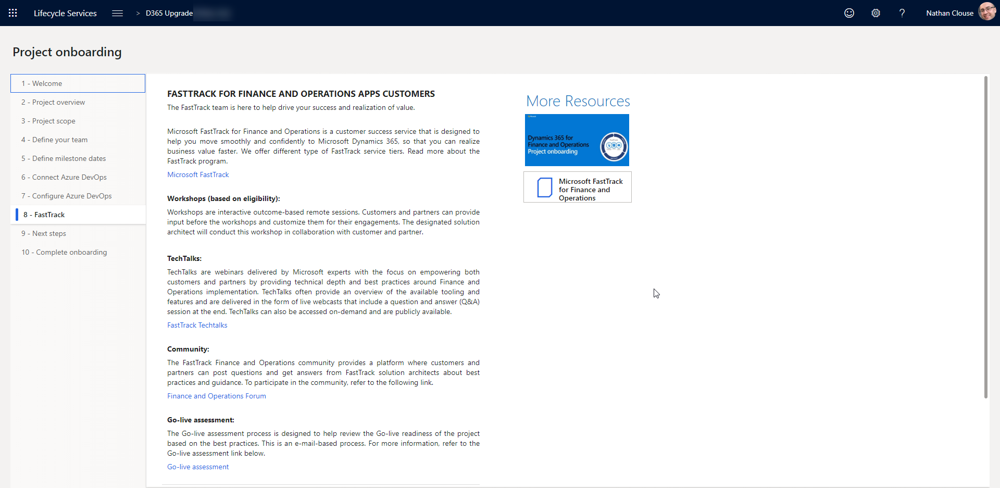 Lifecycle Services
> D365 Upgrade
?
Nathan Clouse
Project onboarding
1 - Welcome
2 - Project overview
3 - Project scope
4 - Define your team
5 - Define milestone dates
6 - Connect Azure DevOps
7 - Configure Azure DevOps
8 - FastTrack
9 - Next steps
10 - Complete onboarding
FASTTRACK FOR FINANCE AND OPERATIONS APPS CUSTOMERS
The FastTrack team is here to help drive your success and realization of value.
Microsoft FastTrack for Finance and Operations is a customer success service that is designed to
help you move smoothly and confidently to Microsoft Dynamics 365, so that you can realize
business value faster. We offer different type of FastTrack service tiers. Read more about the
FastTrack program.
Microsoft FastTrack
Workshops (based on eligibility):
Workshops are interactive outcome-based remote sessions. Customers and partners can provide
input before the workshops and customize them for their engagements. The designated solution
architect will conduct this workshop in collaboration with customer and partner.
TechTalks:
TechTalks are webinars delivered by Microsoft experts with the focus on empowering both
customers and partners by providing technical depth and best practices around Finance and
Operations implementation. TechTalks often provide an overview of the available tooling and
features and are delivered in the form of live webcasts that include a question and answer (Q&A)
session at the end. TechTalks can also be accessed on-demand and are publicly available.
FastTrack Techtalks
Community:
The FastTrack Finance and Operations community provides a platform where customers and
partners can post questions and get answers from FastTrack solution architects about best
practices and guidance. To participate in the community, refer to the following link.
Finance and Operations Forum
Go-live assessment:
The Go-live assessment process is designed to help review the Go-live readiness of the project
based on the best practices. This is an e-mail-based process. For more information, refer to the
Go-live assessment link below.
Go-live assessment
More Resources
Dynamics 365 for
Finance and Operations
Project onboarding
Microsoft FastTrack
for Finance and
Operations